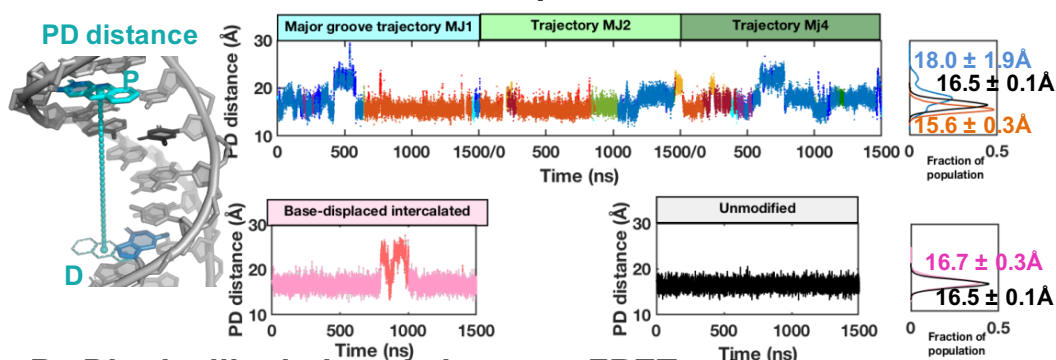 PD distance
P
D
Major groove trajectory MJ1
Trajectory MJ2
Trajectory Mj4
PD distance (Å)
30
20
10
0
500
1000
1500/0
500
1000
1500/0
500
1000
1500
Time (ns)
18.0 ± 1.9Å
16.5 ± 0.1Å
15.6 ± 0.3Å
0
0.5
Fraction of
population
Base-displaced intercalated
PD distance (Å)
30
20
10
0
500
1000
1500
Time (ns)
Unmodified
PD distance (Å)
30
20
10
0
500
1000
1500
Time (ns)
16.7 ± 0.3Å
16.5 ± 0.1Å
0
0.5
Fraction of
population